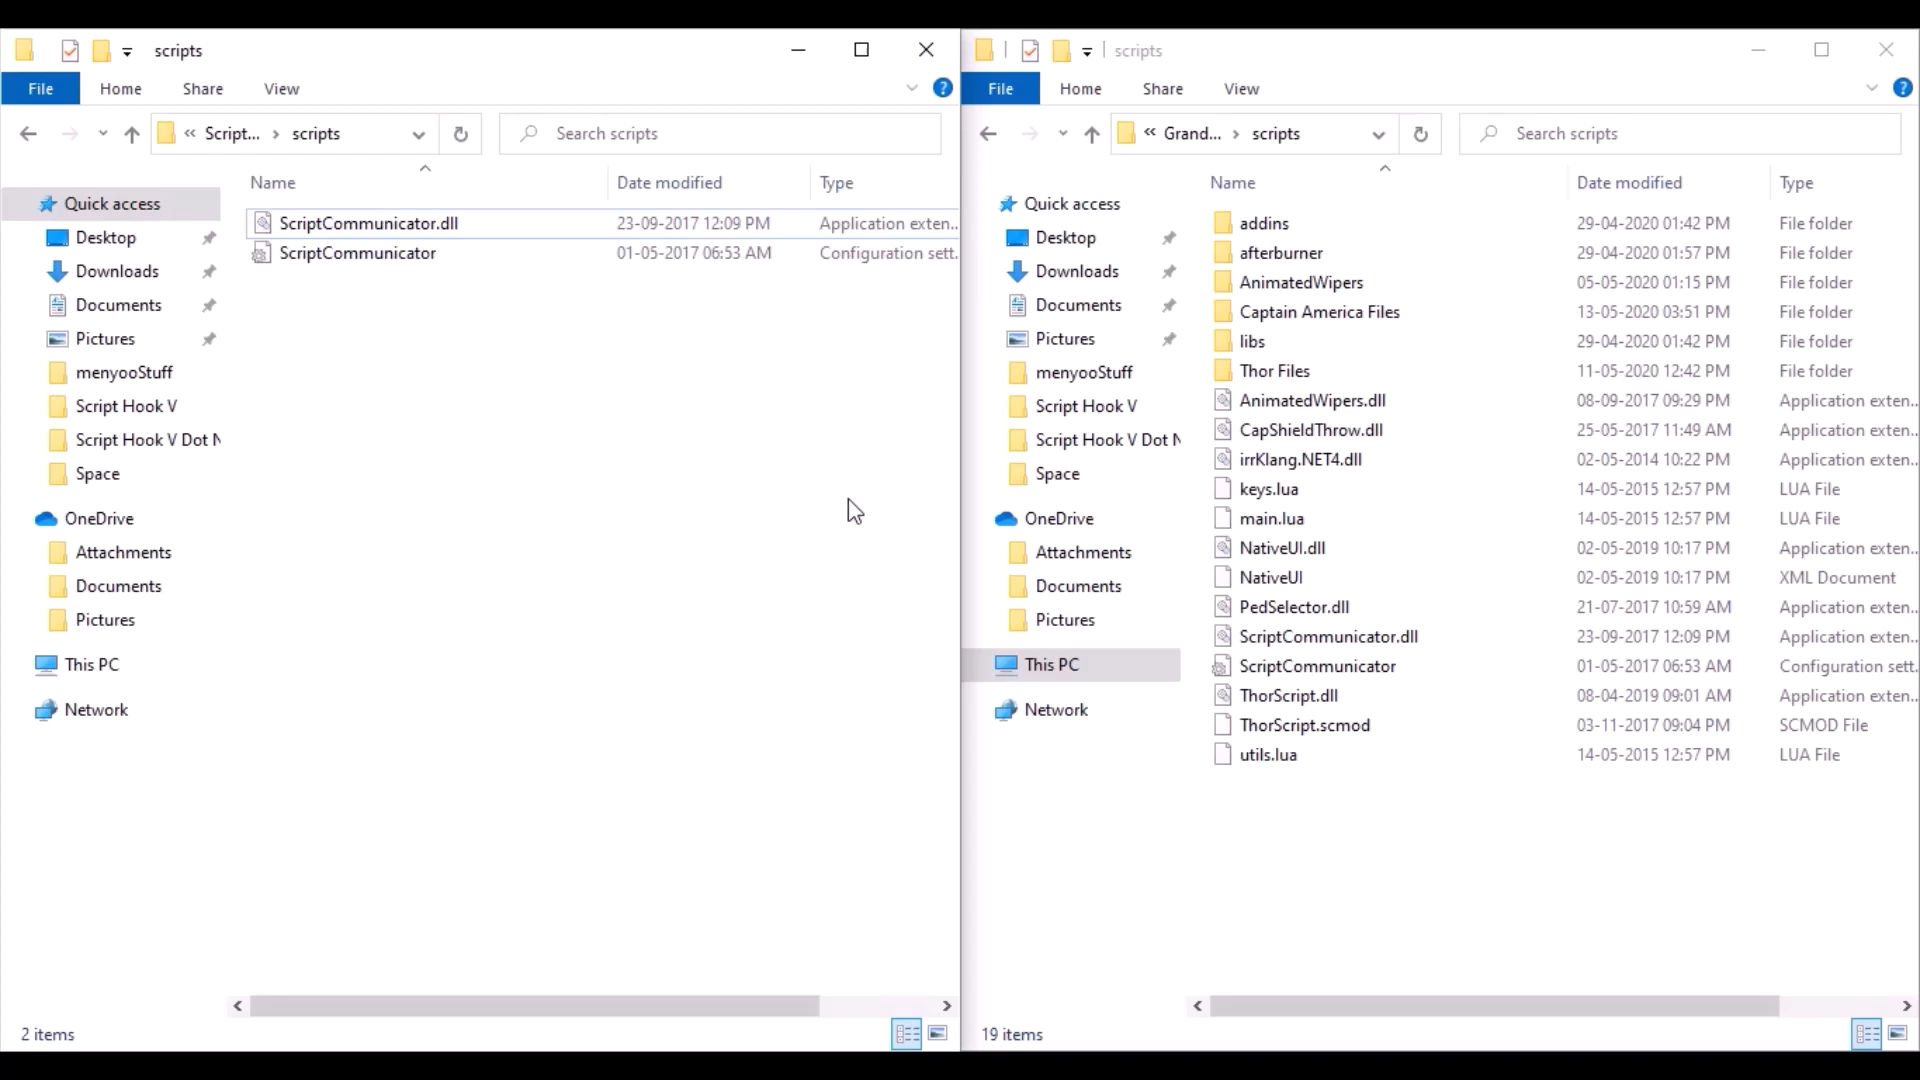 scripts
File
Home
Share
View
« Script... > scripts
Search scripts
Name
Date modified
Type
Quick access
Desktop
Downloads
Documents
Pictures
menyooStuff
Script Hook V
Script Hook V Dot N
Space
OneDrive
Attachments
Documents
Pictures
This PC
Network
ScriptCommunicator.dll 23-09-2017 12:09 PM Application exten...
ScriptCommunicator 01-05-2017 06:53 AM Configuration sett.
2 items
scripts
File
Home
Share
View
« Grand... > scripts
Search scripts
Name
Date modified
Type
Quick access
Desktop
Downloads
Documents
Pictures
menyooStuff
Script Hook V
Script Hook V Dot N
Space
OneDrive
Attachments
Documents
Pictures
This PC
Network
addins 29-04-2020 01:42 PM File folder
afterburner 29-04-2020 01:57 PM File folder
AnimatedWipers 05-05-2020 01:15 PM File folder
Captain America Files 13-05-2020 03:51 PM File folder
libs 29-04-2020 01:42 PM File folder
Thor Files 11-05-2020 12:42 PM File folder
AnimatedWipers.dll 08-09-2017 09:29 PM Application exten...
CapShieldThrow.dll 25-05-2017 11:49 AM Application exten...
irrKlang.NET4.dll 02-05-2014 10:22 PM Application exten...
keys.lua 14-05-2015 12:57 PM LUA File
main.lua 14-05-2015 12:57 PM LUA File
NativeUI.dll 02-05-2019 10:17 PM Application exten...
NativeUI 02-05-2019 10:17 PM XML Document
PedSelector.dll 21-07-2017 10:59 AM Application exten...
ScriptCommunicator.dll 23-09-2017 12:09 PM Application exten...
ScriptCommunicator 01-05-2017 06:53 AM Configuration sett.
ThorScript.dll 08-04-2019 09:01 AM Application exten...
ThorScript.scmod 03-11-2017 09:04 PM SCMOD File
utils.lua 14-05-2015 12:57 PM LUA File
19 items